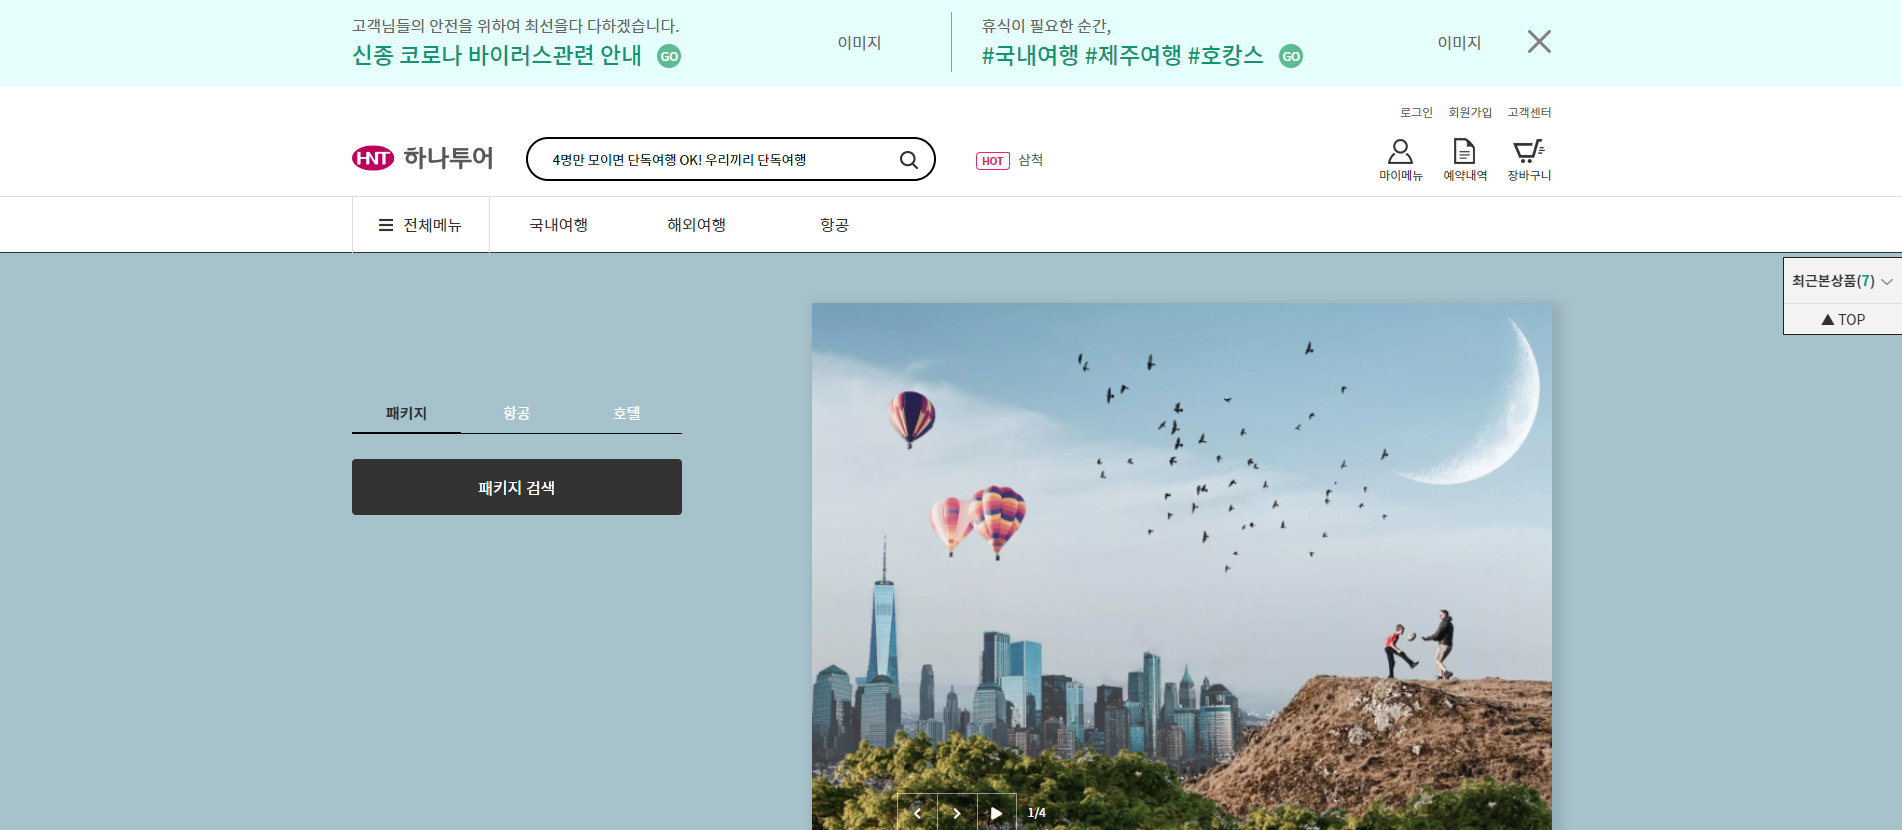 고객님들의 안전을 위하여 최선을다 다하겠습니다.
신종 코로나 바이러스관련 안내 GO
이미지
휴식이 필요한 순간,
#국내여행 #제주여행 #호캉스 GO
이미지
로그인 회원가입 고객센터
HNT 하나투어
4명만 모이면 단독여행 OK! 우리끼리 단독여행
HOT 삼척
마이메뉴 예약내역 장바구니
전체메뉴 국내여행 해외여행 항공
최근본상품(7)
▲ TOP
패키지 항공 호텔
패키지 검색
1/4